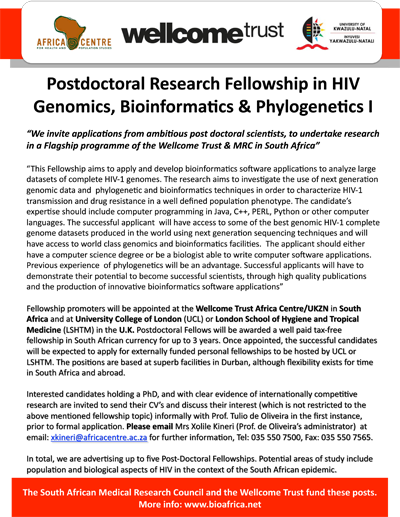 AFRICA CENTRE
FOR HEALTH AND POPULATION STUDIES
wellcometrust
UNIVERSITY OF
KWAZULU-NATAL
INYUVESI
YAKWAZULU-NATALI
Postdoctoral Research Fellowship in HIV
Genomics, Bioinformatics & Phylogenetics I
"We invite applications from ambitious post doctoral scientists, to undertake research
in a Flagship programme of the Wellcome Trust & MRC in South Africa"
"This Fellowship aims to apply and develop bioinformatics software applications to analyze large
datasets of complete HIV-1 genomes. The research aims to investigate the use of next generation
genomic data and phylogenetic and bioinformatics techniques in order to characterize HIV-1
transmission and drug resistance in a well defined population phenotype. The candidate's
expertise should include computer programming in Java, C++, PERL, Python or other computer
languages. The successful applicant will have access to some of the best genomic HIV-1 complete
genome datasets produced in the world using next generation sequencing techniques and will
have access to world class genomics and bioinformatics facilities. The applicant should either
have a computer science degree or be a biologist able to write computer software applications.
Previous experience of phylogenetics will be an advantage. Successful applicants will have to
demonstrate their potential to become successful scientists, through high quality publications
and the production of innovative bioinformatics software applications"
Fellowship promoters will be appointed at the Wellcome Trust Africa Centre/UKZN in South
Africa and at University College of London (UCL) or London School of Hygiene and Tropical
Medicine (LSHTM) in the U.K. Postdoctoral Fellows will be awarded a well paid tax-free
fellowship in South African currency for up to 3 years. Once appointed, the successful candidates
will be expected to apply for externally funded personal fellowships to be hosted by UCL or
LSHTM. The positions are based at superb facilities in Durban, although flexibility exists for time
in South Africa and abroad.
Interested candidates holding a PhD, and with clear evidence of internationally competitive
research are invited to send their CV's and discuss their interest (which is not restricted to the
above mentioned fellowship topic) informally with Prof. Tulio de Oliveira in the first instance,
prior to formal application. Please email Mrs Xolile Kineri (Prof. de Oliveira's administrator) at
email: xkineri@africacentre.ac.za for further information, Tel: 035 550 7500, Fax: 035 550 7565.
In total, we are advertising up to five Post-Doctoral Fellowships. Potential areas of study include
population and biological aspects of HIV in the context of the South African epidemic.
The South African Medical Research Council and the Wellcome Trust fund these posts.
More info: www.bioafrica.net